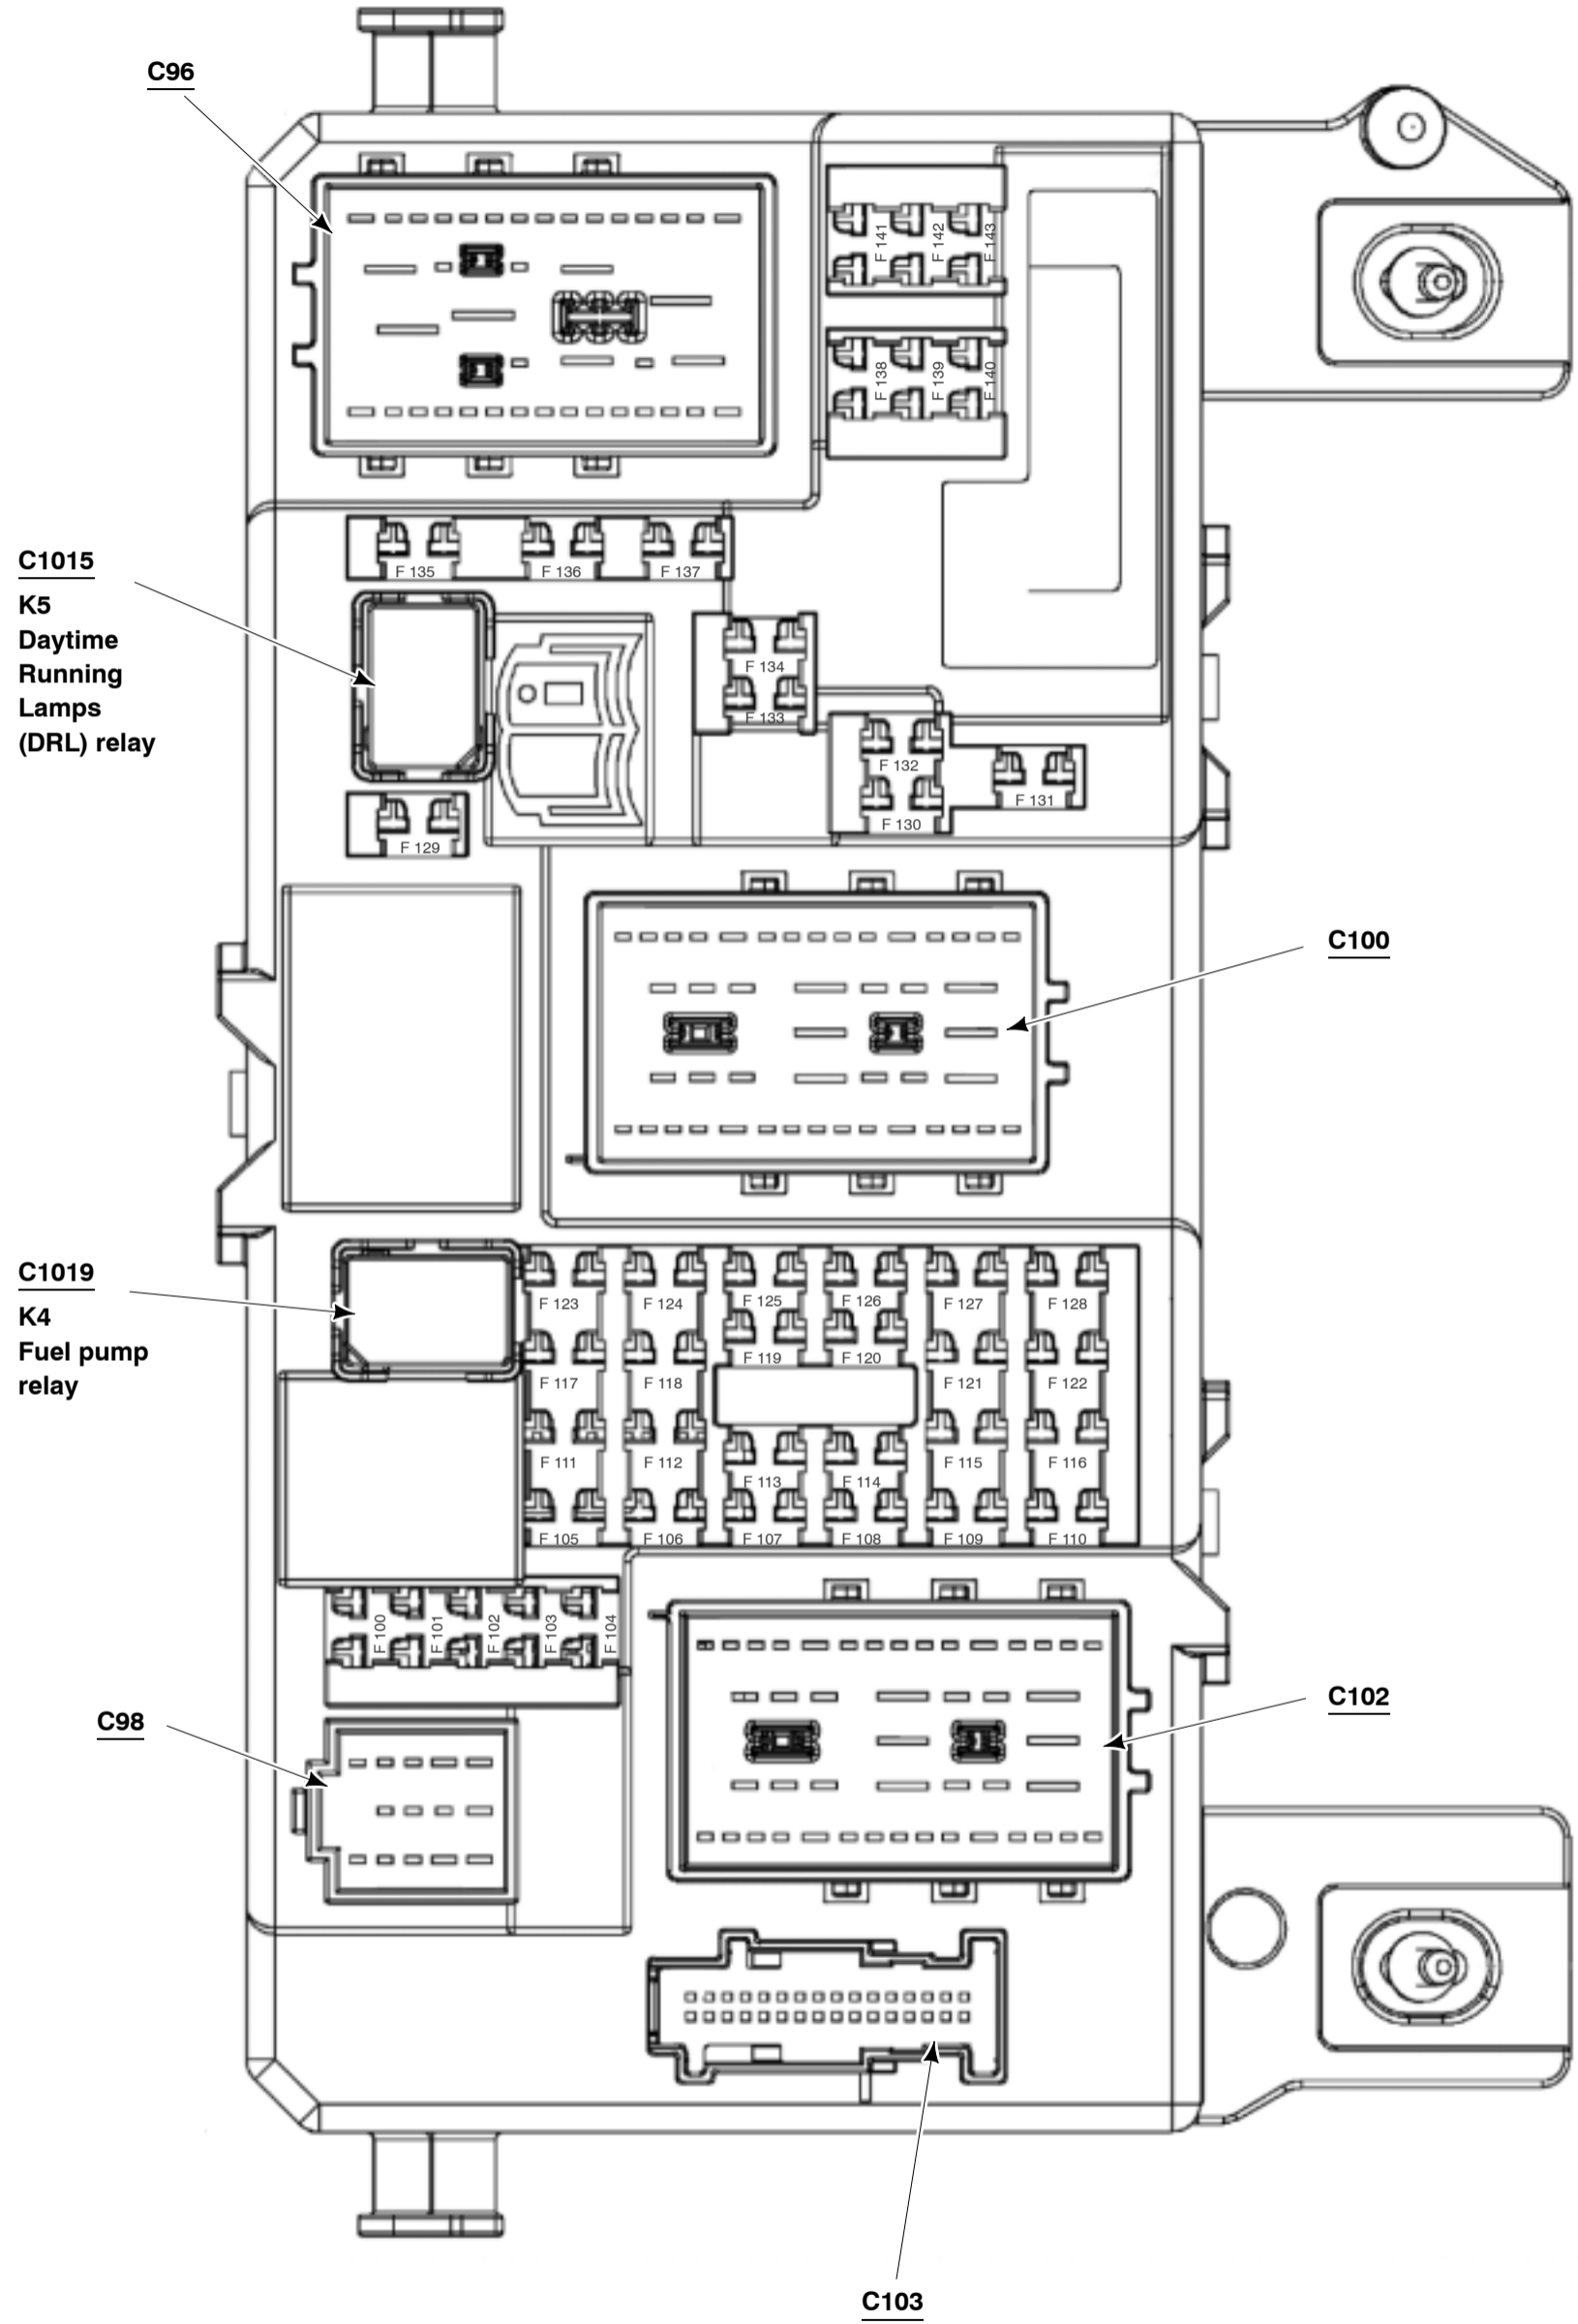 C96
F 141
F 142
F 143
F 138
F 139
F 140
C1015
K5
Daytime
Running
Lamps
(DRL) relay
F 135
F 136
F 137
F 134
F 133
F 132
F 131
F 130
F 129
C100
C1019
K4
Fuel pump
relay
F 123
F 124
F 125
F 126
F 127
F 128
F 117
F 118
F 119
F 120
F 121
F 122
F 111
F 112
F 113
F 114
F 115
F 116
F 105
F 106
F 107
F 108
F 109
F 110
F 100
F 101
F 102
F 103
F 104
C98
C102
C103